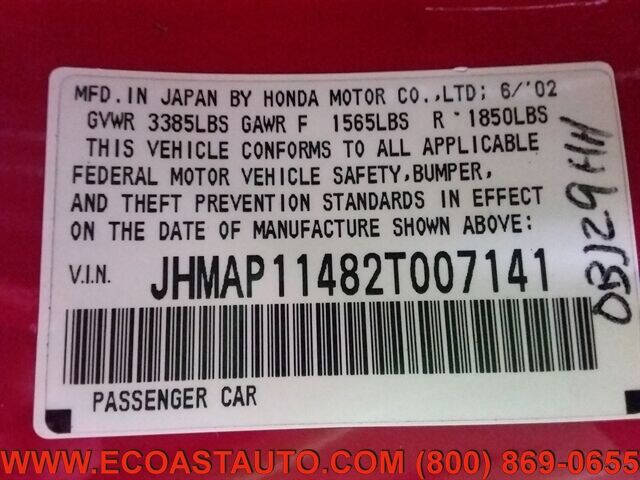 MFD. IN JAPAN BY HONDA MOTOR CO.,LTD; 6/'02
GVWR 3385LBS GAWR F 1565LBS R 1850LBS
THIS VEHICLE CONFORMS TO ALL APPLICABLE
FEDERAL MOTOR VEHICLE SAFETY,BUMPER,
AND THEFT PREVENTION STANDARDS IN EFFECT
ON THE DATE OF MANUFACTURE SHOWN ABOVE:
V.I.N. JHMAP11482T007141
PASSENGER CAR
WWW.ECOASTAUTO.COM (800) 869-0655